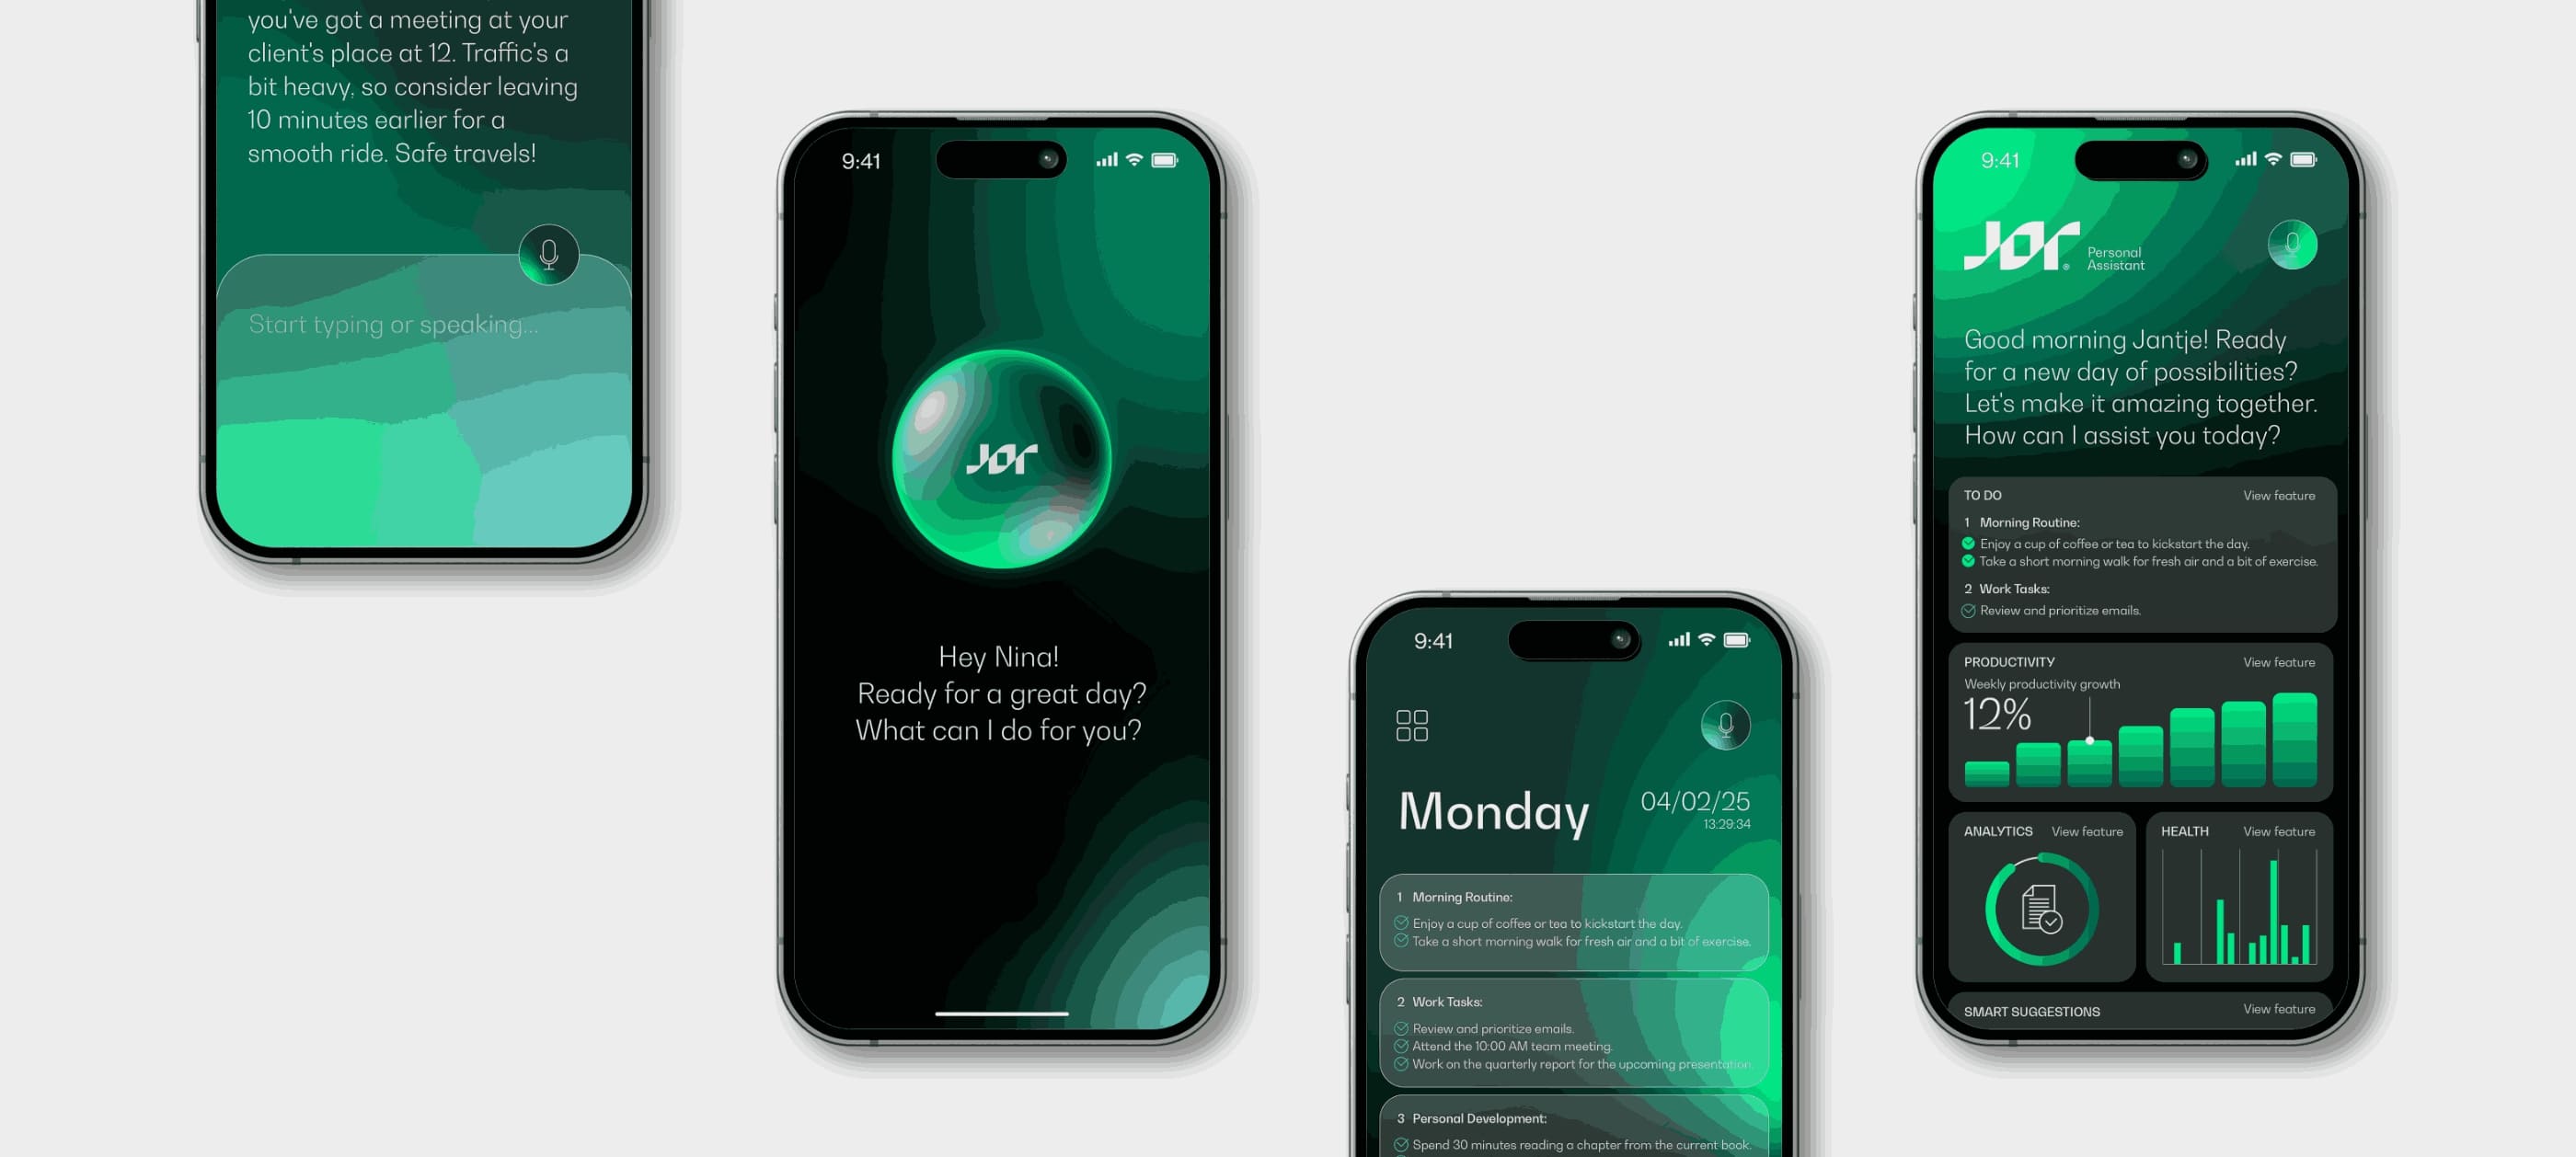 you've got a meeting at your
client's place at 12. Traffic's a
bit heavy, so consider leaving
10 minutes earlier for a
smooth ride. Safe travels!
Start typing or speaking...
9:41
JOR
Hey Nina!
Ready for a great day?
What can I do for you?
9:41
Monday
04/02/25
13:29:34
1 Morning Routine:
Enjoy a cup of coffee or tea to kickstart the day.
Take a short morning walk for fresh air and a bit of exercise.
2 Work Tasks:
Review and prioritize emails.
Attend the 10:00 AM team meeting.
Work on the quarterly report for the upcoming presentation.
3 Personal Development:
Spend 30 minutes reading a chapter from the current book.
9:41
JOR®
Personal
Assistant
Good morning Jantje! Ready
for a new day of possibilities?
Let's make it amazing together.
How can I assist you today?
TO DO View feature
1 Morning Routine:
Enjoy a cup of coffee or tea to kickstart the day.
Take a short morning walk for fresh air and a bit of exercise.
2 Work Tasks:
Review and prioritize emails.
PRODUCTIVITY View feature
Weekly productivity growth
12%
ANALYTICS View feature
HEALTH View feature
SMART SUGGESTIONS View feature